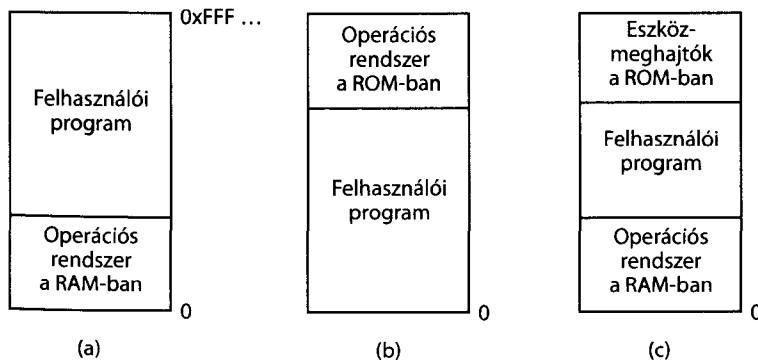 0xFFF ...
Felhasználói
program
Operációs
rendszer
a RAM-ban
0
(a)
Operációs
rendszer
a ROM-ban
Felhasználói
program
0
(b)
Eszköz-
meghajtók
a ROM-ban
Felhasználói
program
Operációs
rendszer
a RAM-ban
0
(c)